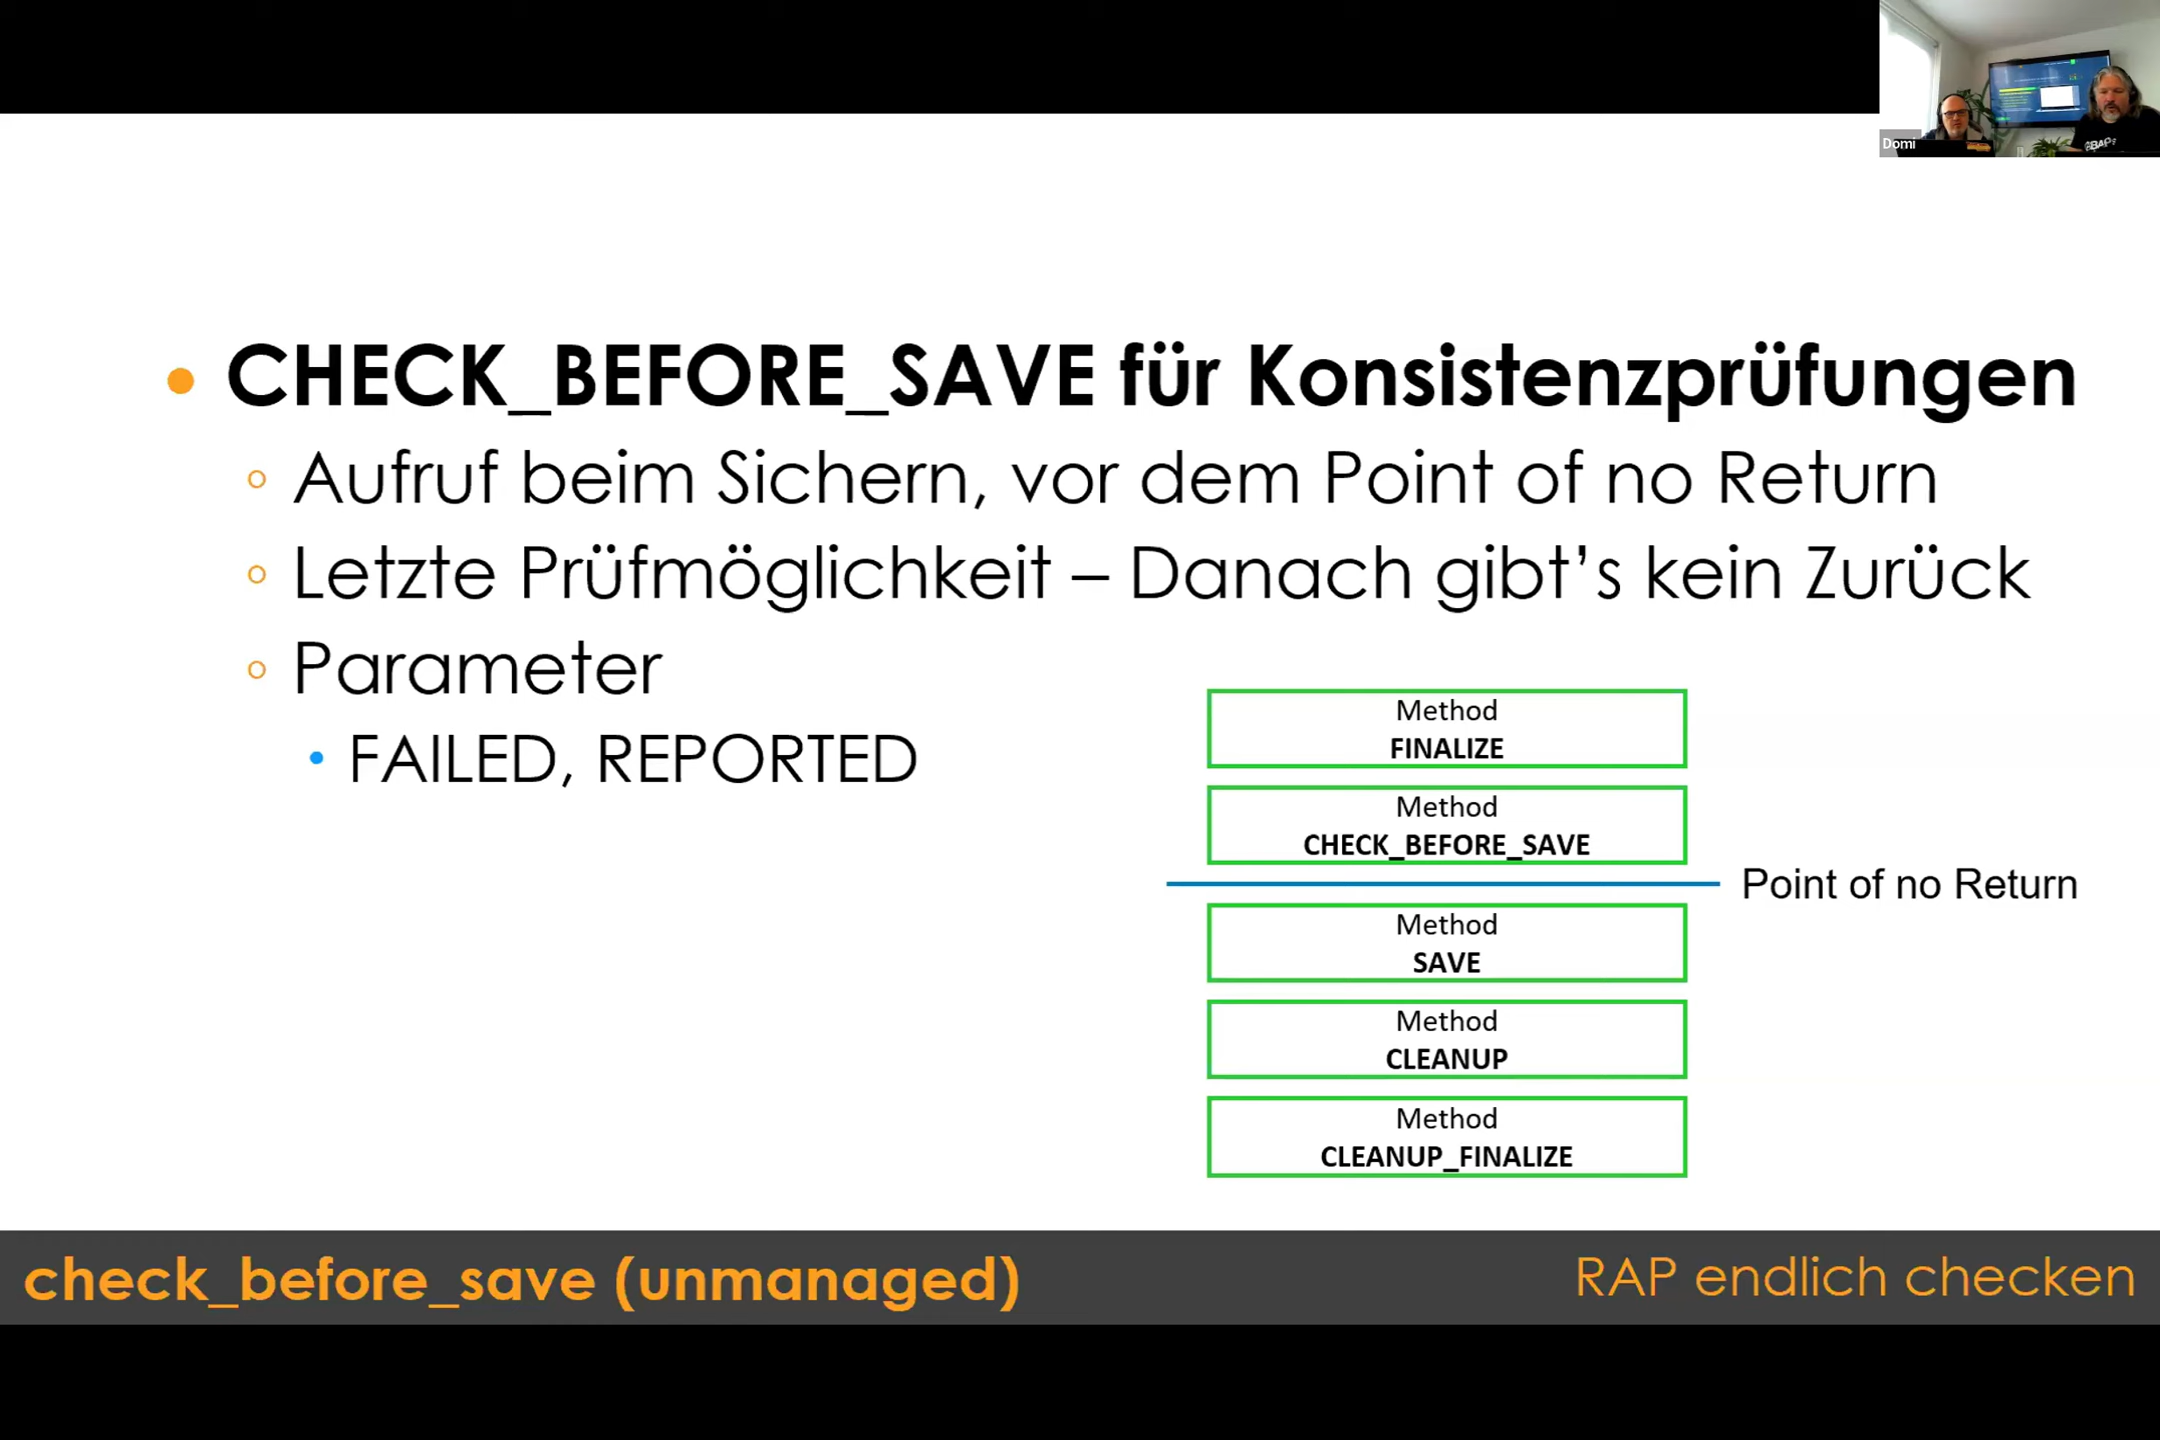 Domi
CHECK_BEFORE_SAVE für Konsistenzprüfungen
Aufruf beim Sichern, vor dem Point of no Return
Letzte Prüfmöglichkeit – Danach gibt’s kein Zurück
Parameter
FAILED, REPORTED
Method
FINALIZE
Method
CHECK_BEFORE_SAVE
Point of no Return
Method
SAVE
Method
CLEANUP
Method
CLEANUP_FINALIZE
check_before_save (unmanaged)
RAP endlich checken